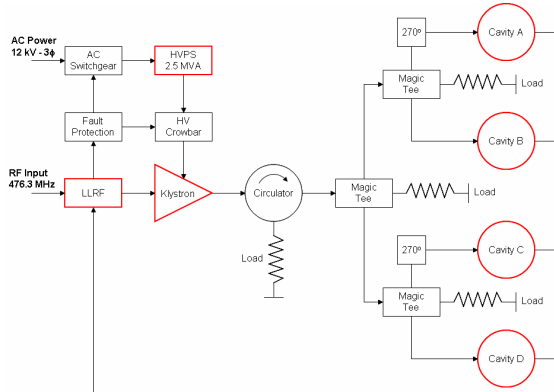 AC Power
12 kV - 3ϕ
AC
Switchgear
HVPS
2.5 MVA
270º
Cavity A
Magic
Tee
Load
Fault
Protection
HV
Crowbar
Cavity B
RF Input
476.3 MHz
LLRF
Klystron
Circulator
Magic
Tee
Load
Load
270º
Cavity C
Magic
Tee
Load
Cavity D